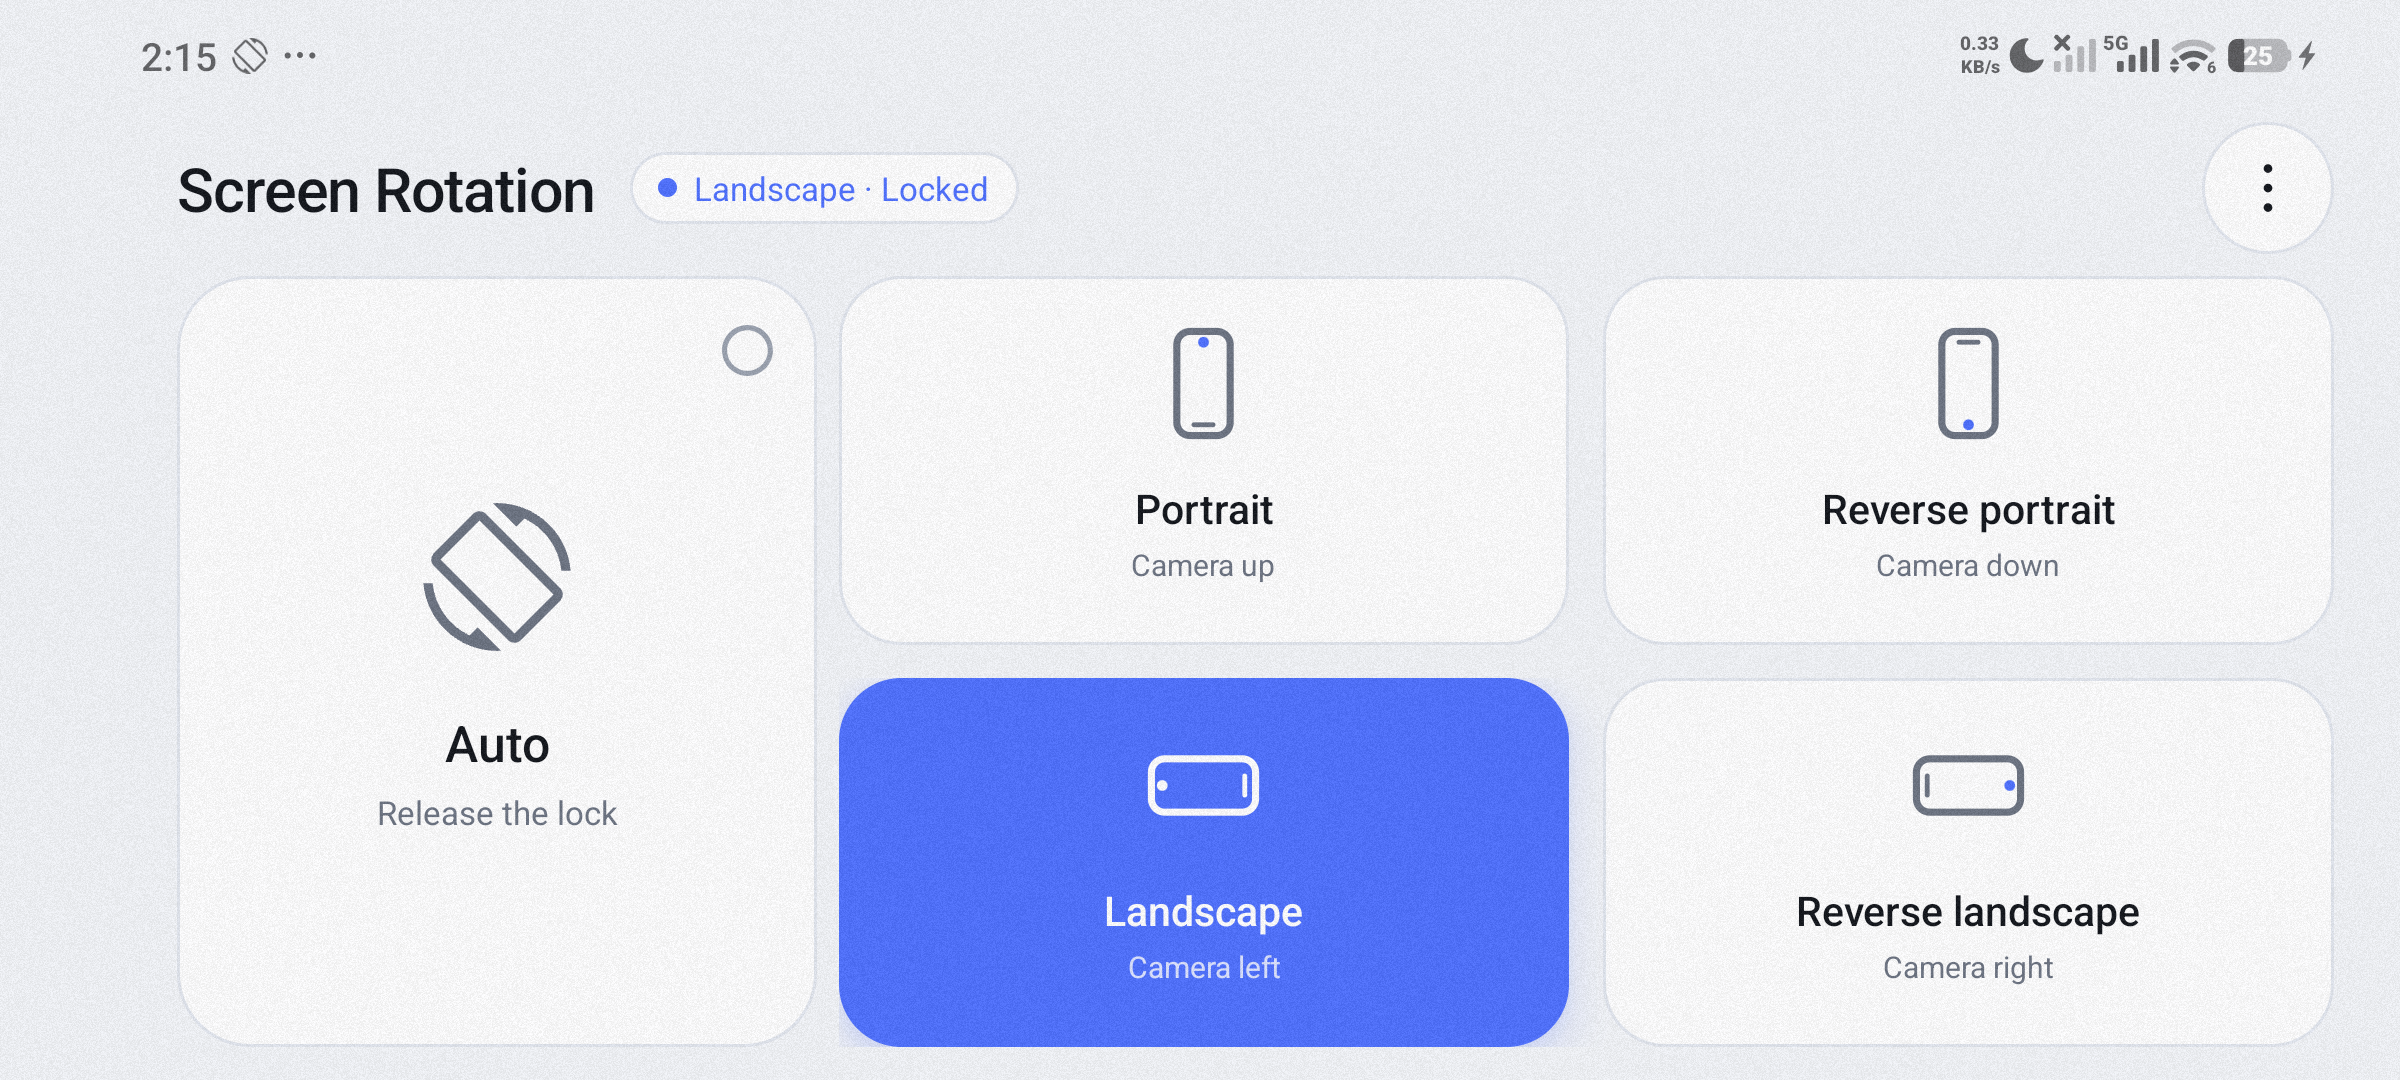 2:15
0.33
KB/s
5G
6
25
Screen Rotation
Landscape · Locked
Auto
Release the lock
Portrait
Camera up
Reverse portrait
Camera down
Landscape
Camera left
Reverse landscape
Camera right